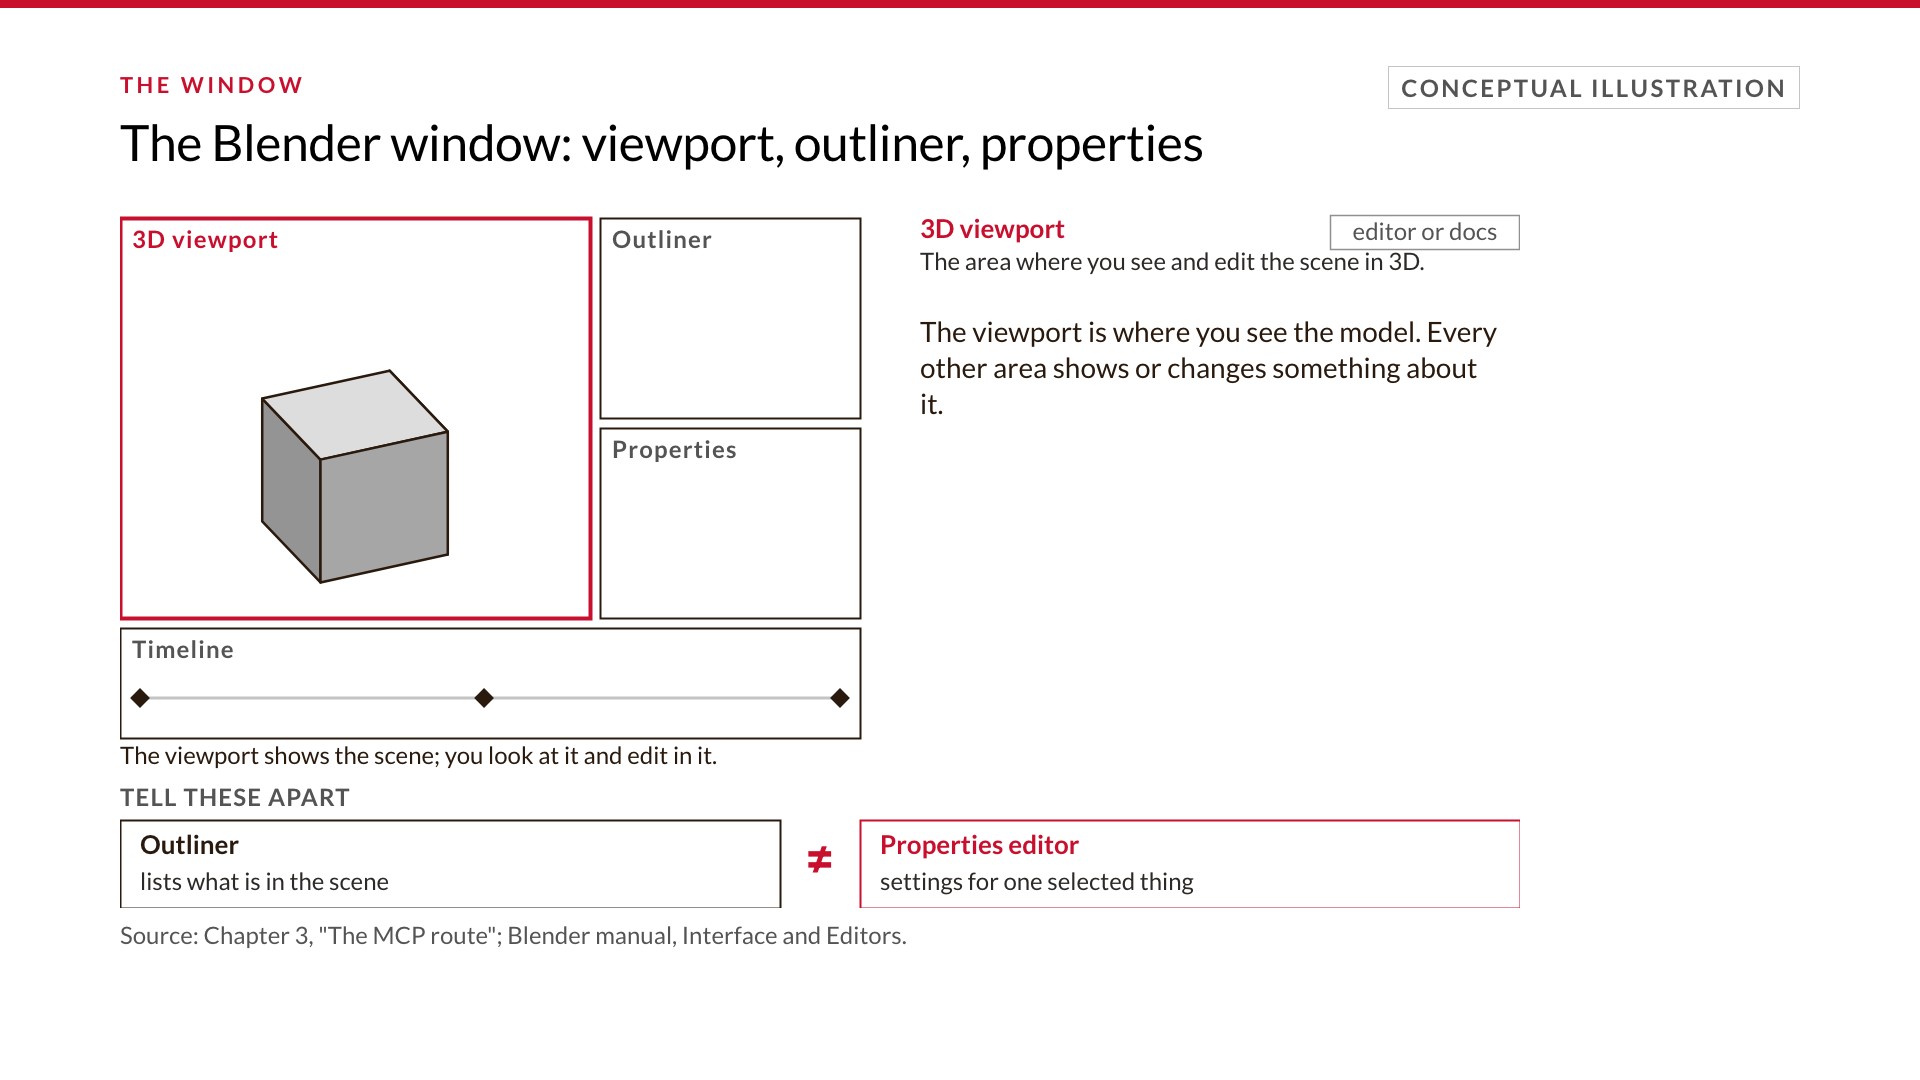 THE WINDOW
CONCEPTUAL ILLUSTRATION
The Blender window: viewport, outliner, properties
3D viewport
Outliner
Properties
Timeline
The viewport shows the scene; you look at it and edit in it.
3D viewport
editor or docs
The area where you see and edit the scene in 3D.
The viewport is where you see the model. Every
other area shows or changes something about
it.
TELL THESE APART
Outliner
lists what is in the scene
≠
Properties editor
settings for one selected thing
Source: Chapter 3, "The MCP route"; Blender manual, Interface and Editors.